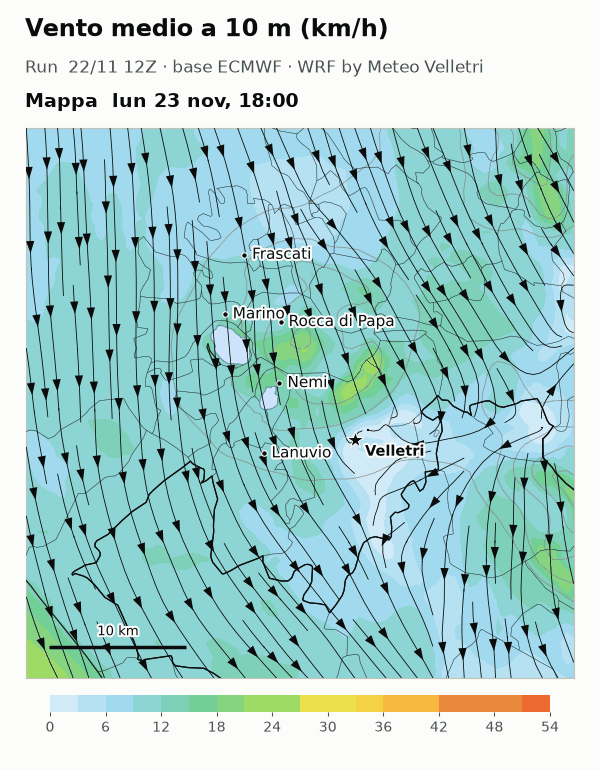 Vento medio a 10 m (km/h)
Run  22/11 12Z · base ECMWF · WRF by Meteo Velletri
Mappa  lun 23 nov, 18:00
Frascati
Marino
Rocca di Papa
Nemi
Velletri
Lanuvio
10 km
0 6 12 18 24 30 36 42 48 54